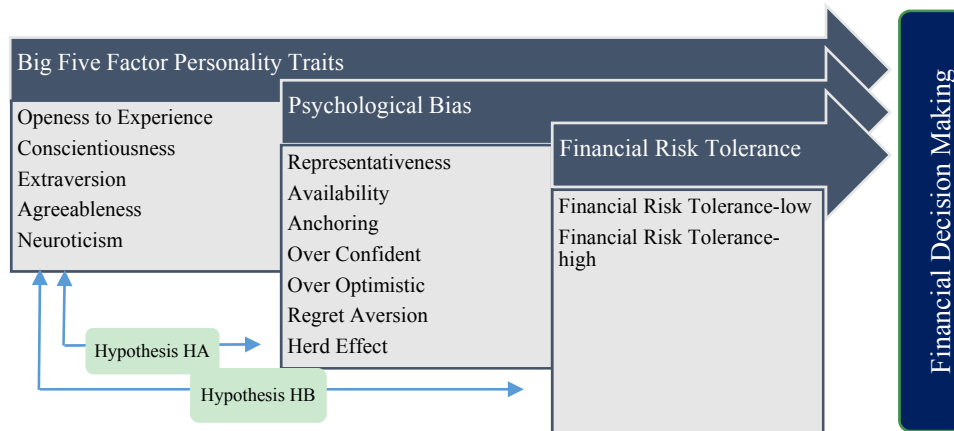 Big Five Factor Personality Traits
Openess to Experience
Conscientiousness
Extraversion
Agreeableness
Neuroticism
Psychological Bias
Representativeness
Availability
Anchoring
Over Confident
Over Optimistic
Regret Aversion
Herd Effect
Financial Risk Tolerance
Financial Risk Tolerance-low
Financial Risk Tolerance-
high
Hypothesis HA
Hypothesis HB
Financial Decision Making